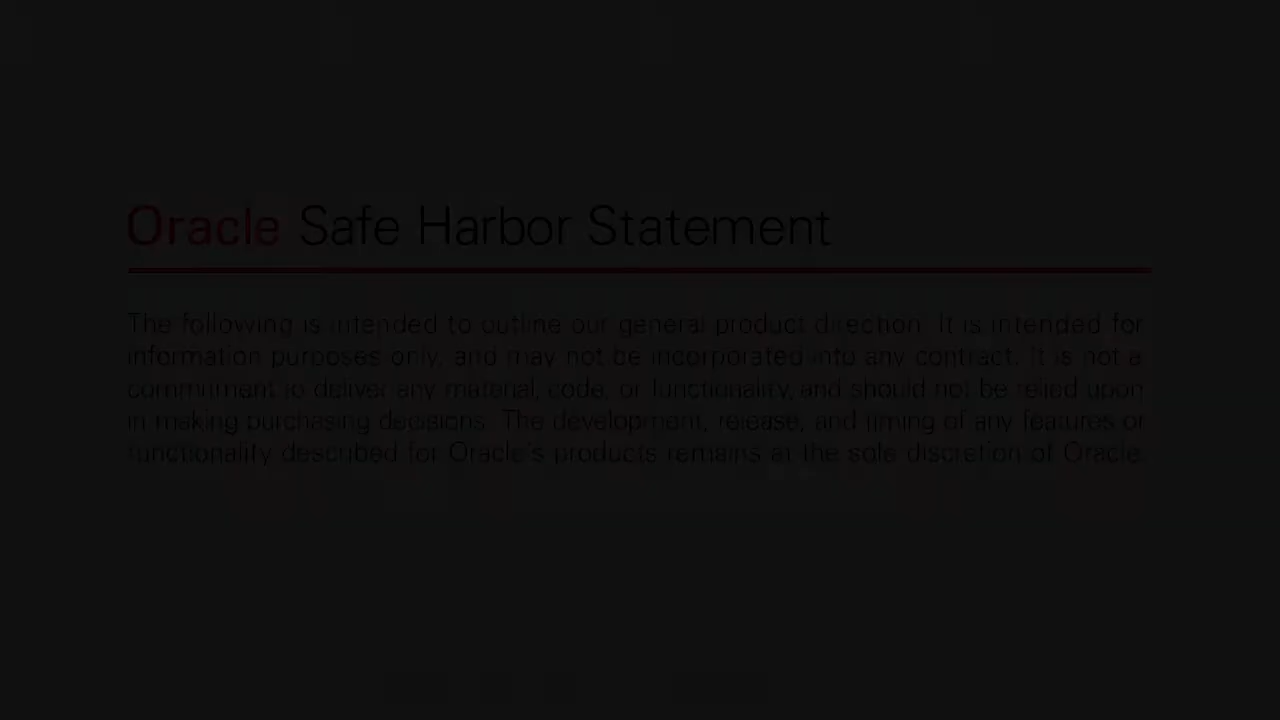 Oracle Safe Harbor Statement
The following is intended to outline our general product direction. It is intended for
information purposes only, and may not be incorporated into any contract. It is not a
commitment to deliver any material, code, or functionality, and should not be relied upon
in making purchasing decisions. The development, release, and timing of any features or
functionality described for Oracle's products remains at the sole discretion of Oracle.